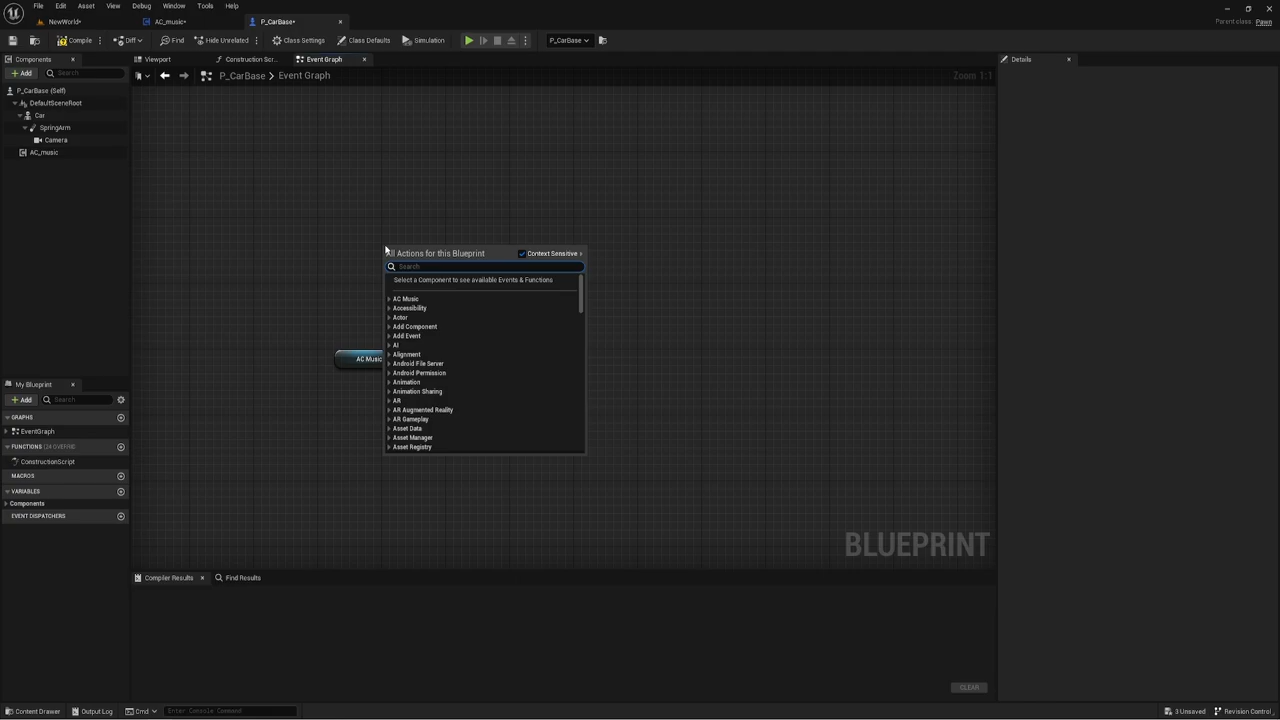 File Edit Asset View Debug Window Tools Help
NewWorld* AC_music* P_CarBase* Parent class: Pawn
Compile Diff Find Hide Unrelated Class Settings Class Defaults Simulation P_CarBase
Components Viewport Construction Scr... Event Graph Details
Add Search P_CarBase > Event Graph Zoom 1:1
P_CarBase (Self)
DefaultSceneRoot
Car
SpringArm
Camera
AC_music
All Actions for this Blueprint Context Sensitive
Search
Select a Component to see available Events & Functions
AC Music
Accessibility
Actor
Add Component
Add Event
AI
Alignment
AC Music
Android File Server
Android Permission
Animation
Animation Sharing
AR
AR Augmented Reality
AR Gameplay
Asset Data
Asset Manager
Asset Registry
My Blueprint
Add Search
GRAPHS
EventGraph
FUNCTIONS (24 OVERRID
ConstructionScript
MACROS
VARIABLES
Components
EVENT DISPATCHERS
BLUEPRINT
Compiler Results Find Results
CLEAR
Content Drawer Output Log Cmd Enter Console Command 3 Unsaved Revision Control